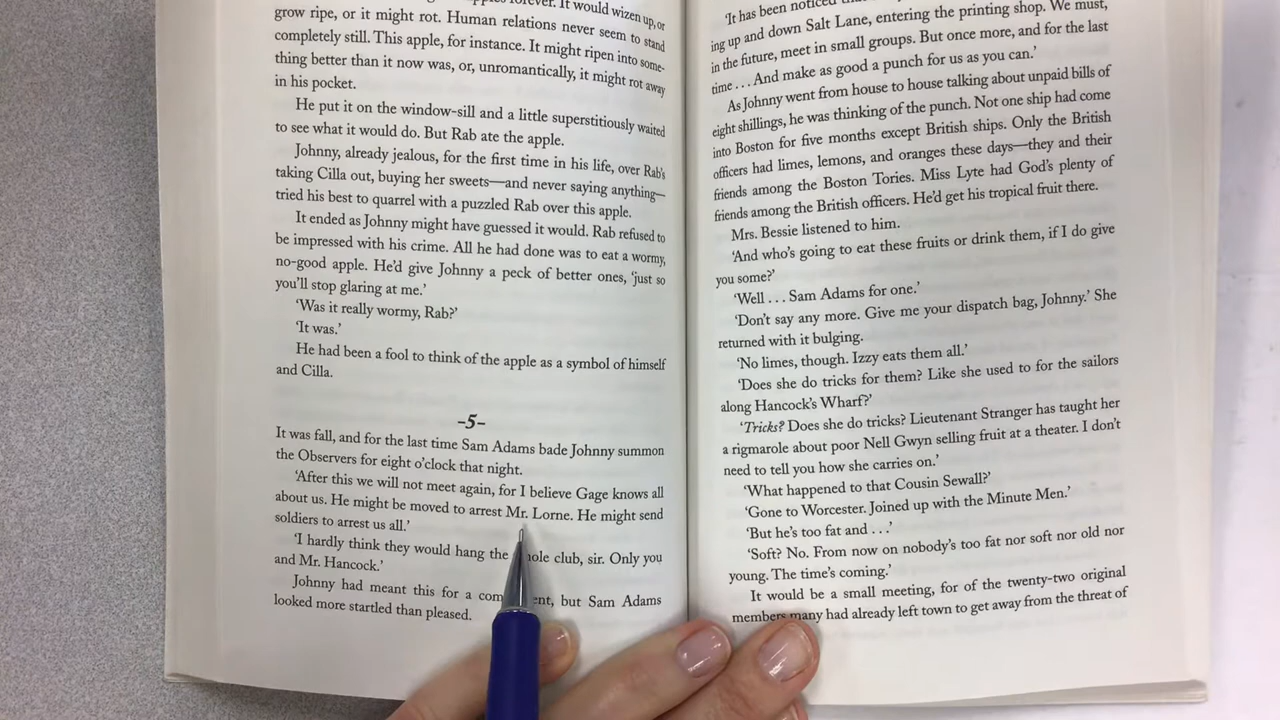 forever. It would wizen up, or
grow ripe, or it might rot. Human relations never seem to stand
completely still. This apple, for instance. It might ripen into some-
thing better than it now was, or, unromantically, it might rot away
in his pocket.
He put it on the window-sill and a little superstitiously waited
to see what it would do. But Rab ate the apple.
Johnny, already jealous, for the first time in his life, over Rab's
taking Cilla out, buying her sweets—and never saying anything—
tried his best to quarrel with a puzzled Rab over this apple.
It ended as Johnny might have guessed it would. Rab refused to
be impressed with his crime. All he had done was to eat a wormy,
no-good apple. He'd give Johnny a peck of better ones, 'just so
you'll stop glaring at me.'
'Was it really wormy, Rab?'
'It was.'
He had been a fool to think of the apple as a symbol of himself
and Cilla.
-5-
It was fall, and for the last time Sam Adams bade Johnny summon
the Observers for eight o'clock that night.
'After this we will not meet again, for I believe Gage knows all
about us. He might be moved to arrest Mr. Lorne. He might send
soldiers to arrest us all.'
'I hardly think they would hang the whole club, sir. Only you
and Mr. Hancock.'
Johnny had meant this for a com ent, but Sam Adams
looked more startled than pleased.
'It has been noticed
ing up and down Salt Lane, entering the printing shop. We must,
in the future, meet in small groups. But once more, and for the last
time . . . And make as good a punch for us as you can.'
As Johnny went from house to house talking about unpaid bills of
eight shillings, he was thinking of the punch. Not one ship had come
into Boston for five months except British ships. Only the British
officers had limes, lemons, and oranges these days—they and their
friends among the Boston Tories. Miss Lyte had God's plenty of
friends among the British officers. He'd get his tropical fruit there.
Mrs. Bessie listened to him.
'And who's going to eat these fruits or drink them, if I do give
you some?'
'Well . . . Sam Adams for one.'
'Don't say any more. Give me your dispatch bag, Johnny.' She
returned with it bulging.
'No limes, though. Izzy eats them all.'
'Does she do tricks for them? Like she used to for the sailors
along Hancock's Wharf?'
'Tricks? Does she do tricks? Lieutenant Stranger has taught her
a rigmarole about poor Nell Gwyn selling fruit at a theater. I don't
need to tell you how she carries on.'
'What happened to that Cousin Sewall?'
'Gone to Worcester. Joined up with the Minute Men.'
'But he's too fat and . . .'
'Soft? No. From now on nobody's too fat nor soft nor old nor
young. The time's coming.'
It would be a small meeting, for of the twenty-two original
members many had already left town to get away from the threat of